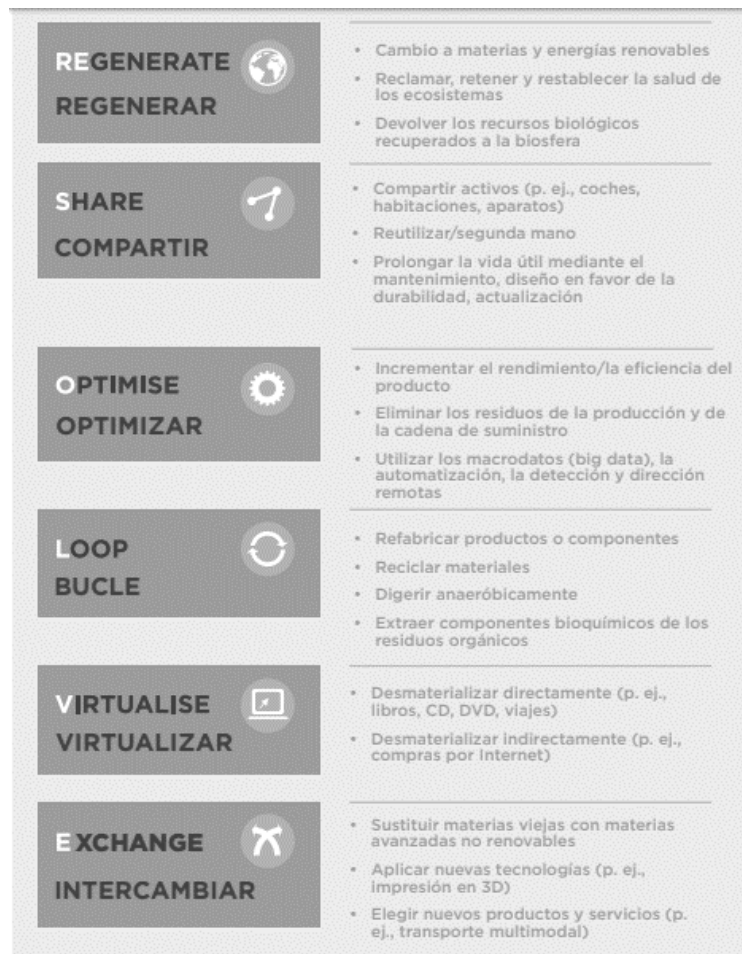 REGENERATE
REGENERAR
• Cambio a materias y energías renovables
• Reclamar, retener y restablecer la salud de
los ecosistemas
• Devolver los recursos biológicos
recuperados a la biosfera
SHARE
COMPARTIR
• Compartir activos (p. ej., coches,
habitaciones, aparatos)
• Reutilizar/segunda mano
• Prolongar la vida útil mediante el
mantenimiento, diseño en favor de la
durabilidad, actualización
OPTIMISE
OPTIMIZAR
• Incrementar el rendimiento/la eficiencia del
producto
• Eliminar los residuos de la producción y de
la cadena de suministro
• Utilizar los macrodatos (big data), la
automatización, la detección y dirección
remotas
LOOP
BUCLE
• Refabricar productos o componentes
• Reciclar materiales
• Digerir anaeróbicamente
• Extraer componentes bioquímicos de los
residuos orgánicos
VIRTUALISE
VIRTUALIZAR
• Desmaterializar directamente (p. ej.,
libros, CD, DVD, viajes)
• Desmaterializar indirectamente (p. ej.,
compras por Internet)
EXCHANGE
INTERCAMBIAR
• Sustituir materias viejas con materias
avanzadas no renovables
• Aplicar nuevas tecnologías (p. ej.,
impresión en 3D)
• Elegir nuevos productos y servicios (p.
ej., transporte multimodal)